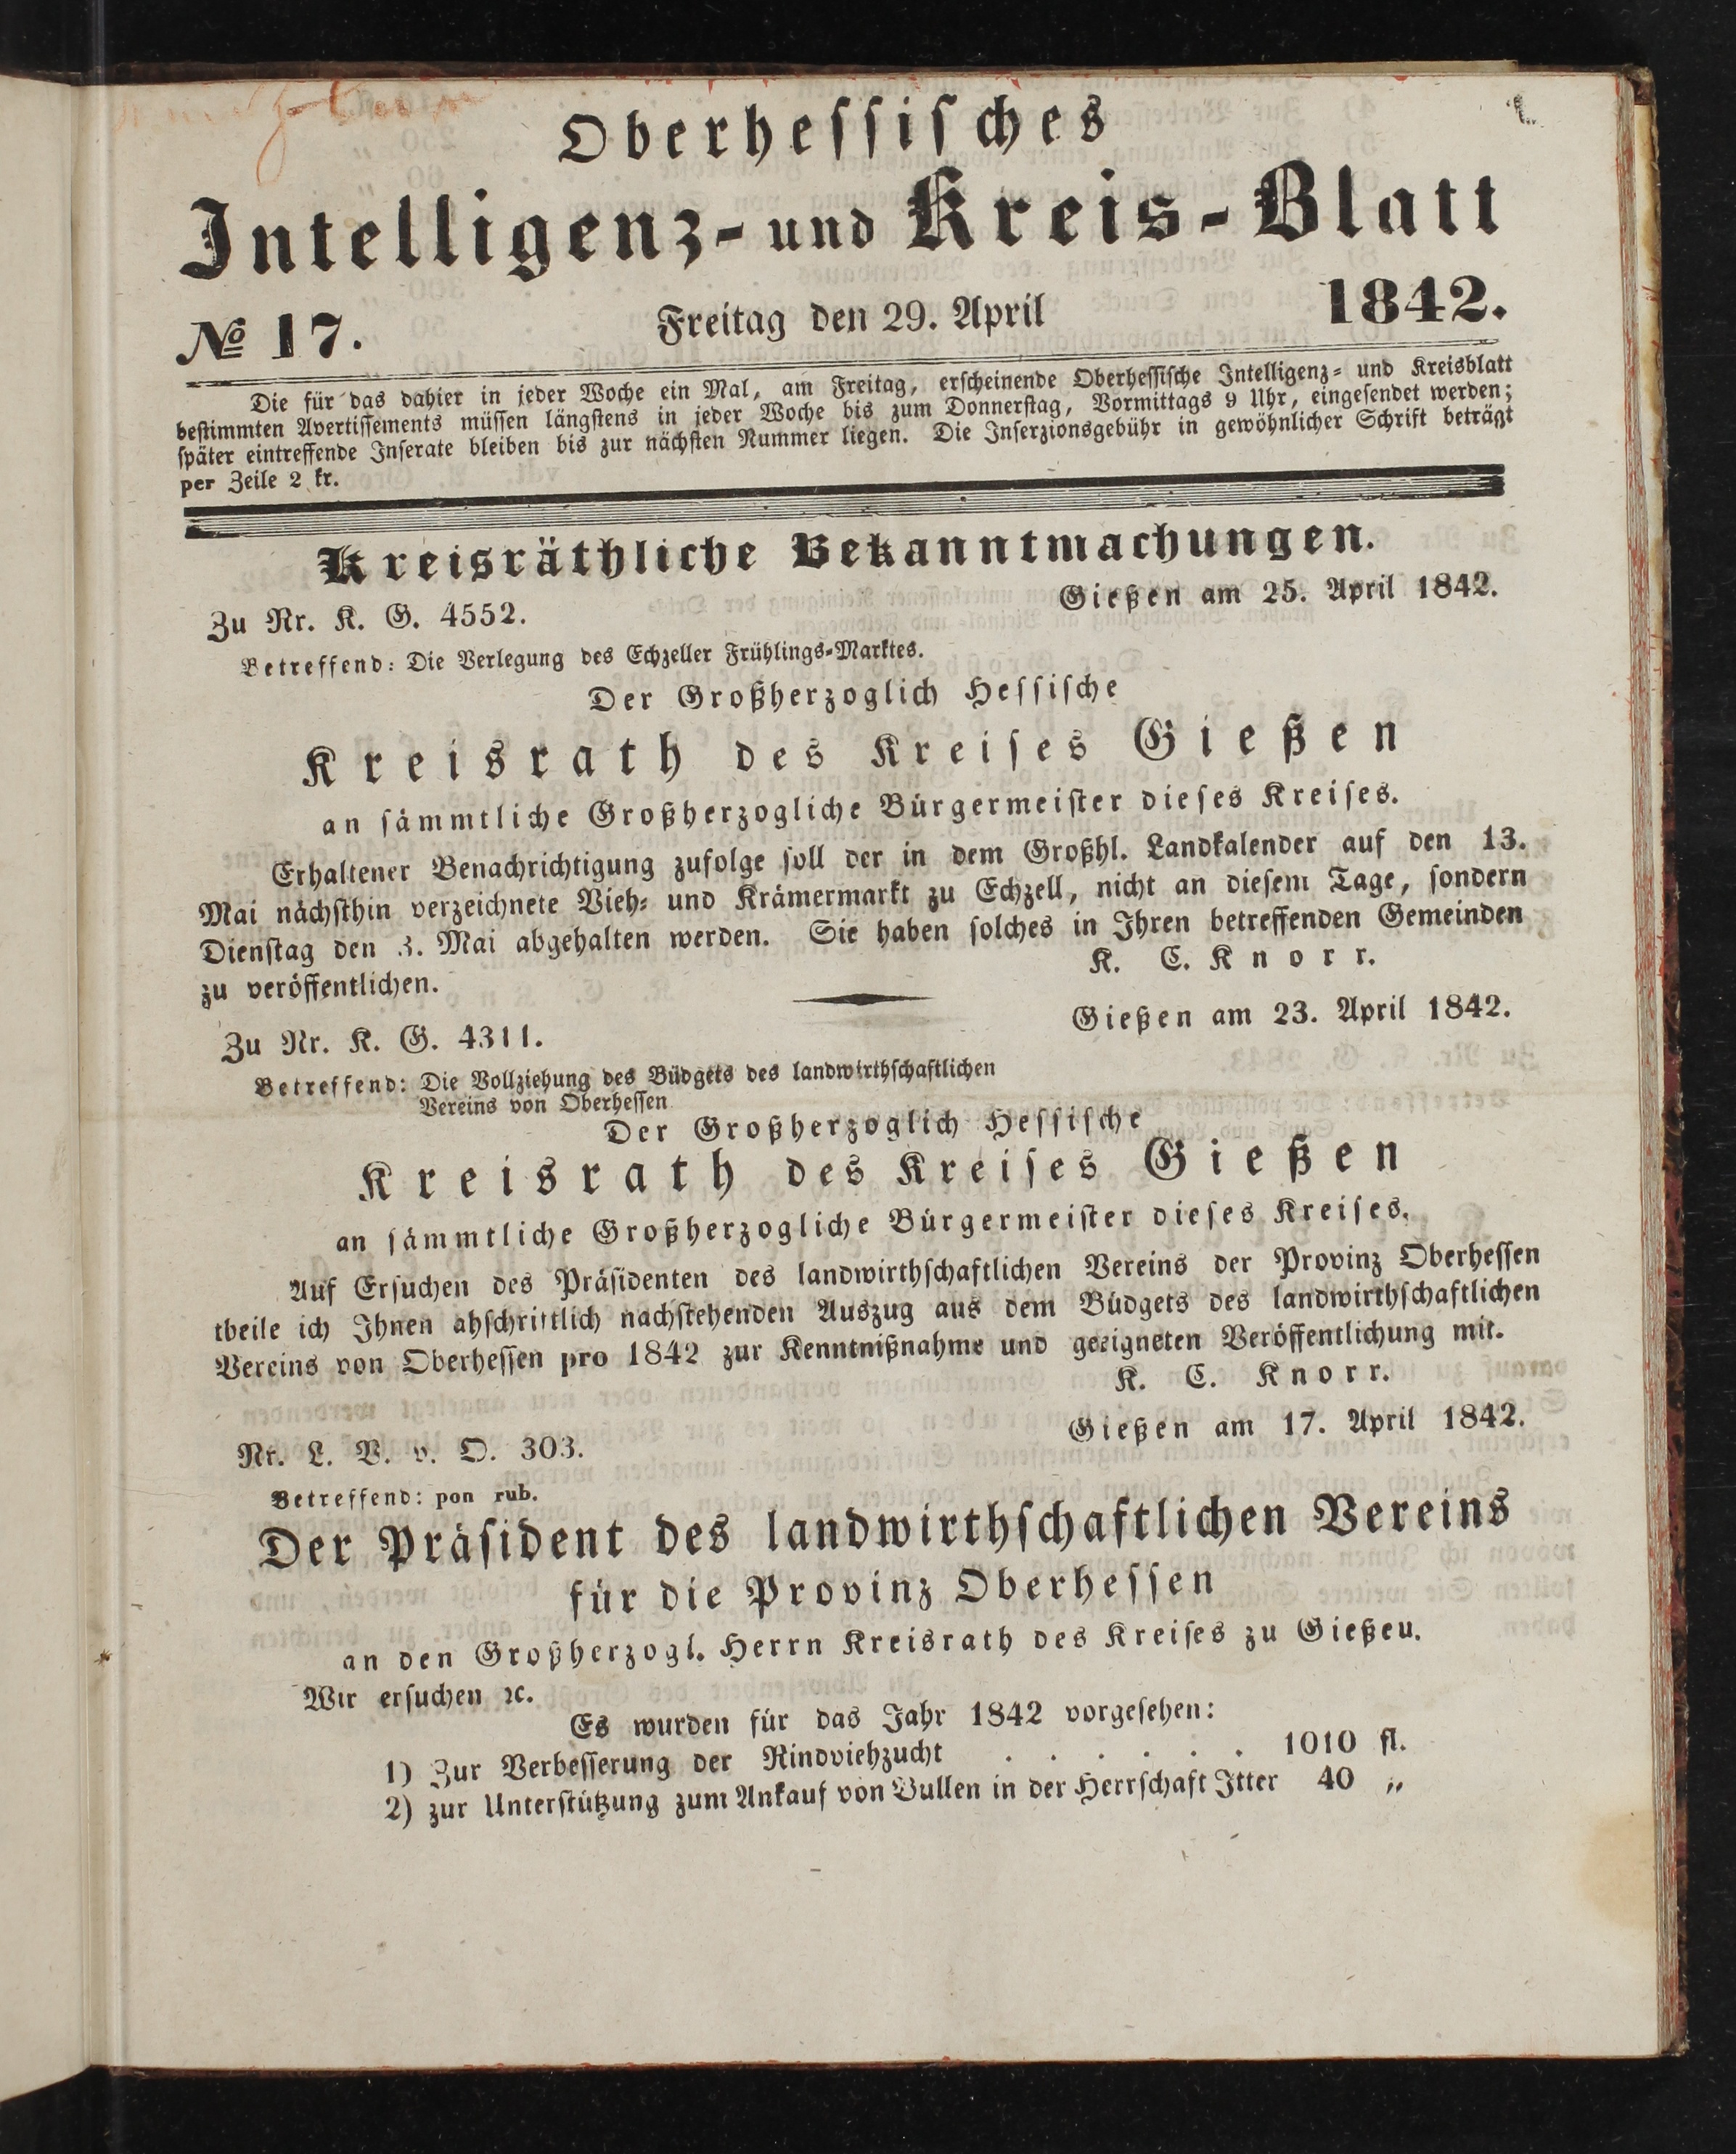 Oberhessisches
Intelligenz- und Kreis-Blatt
№ 17. Freitag den 29. April 1842.
Die für das dahier in jeder Woche ein Mal, am Freitag, erscheinende Oberhessische Intelligenz- und Kreisblatt
bestimmten Avertissements müssen längstens in jeder Woche bis zum Donnerstag, Vormittags 9 Uhr, eingesendet werden;
später eintreffende Inserate bleiben bis zur nächsten Nummer liegen. Die Inserzionsgebühr in gewöhnlicher Schrift beträgt
per Zeile 2 kr.
Kreisräthliche Bekanntmachungen.
Zu Nr. K. G. 4552. Gießen am 25. April 1842.
Betreffend: Die Verlegung des Echzeller Frühlings-Marktes.
Der Großherzoglich Hessische
Kreisrath des Kreises Gießen
an sämmtliche Großherzogliche Bürgermeister dieses Kreises.
Erhaltener Benachrichtigung zufolge soll der in dem Großhl. Landkalender auf den 13.
Mai nächsthin verzeichnete Vieh- und Krämermarkt zu Echzell, nicht an diesem Tage, sondern
Dienstag den 3. Mai abgehalten werden. Sie haben solches in Ihren betreffenden Gemeinden
zu veröffentlichen. K. C. Knorr.
Zu Nr. K. G. 4311. Gießen am 23. April 1842.
Betreffend: Die Vollziehung des Büdgets des landwirthschaftlichen
Vereins von Oberhessen
Der Großherzoglich Hessische
Kreisrath des Kreises Gießen
an sämmtliche Großherzogliche Bürgermeister dieses Kreises.
Auf Ersuchen des Präsidenten des landwirthschaftlichen Vereins der Provinz Oberhessen
tbeile ich Ihnen abschriftlich nachstehenden Auszug aus dem Büdgets des landwirthschaftlichen
Vereins von Oberhessen pro 1842 zur Kenntnißnahme und geeigneten Veröffentlichung mit.
K. C. Knorr.
Nr. L. V. v. O. 303. Gießen am 17. April 1842.
Betreffend: pon rub.
Der Präsident des landwirthschaftlichen Vereins
für die Provinz Oberhessen
an den Großherzogl. Herrn Kreisrath des Kreises zu Gießeu.
Wir ersuchen ꝛc.
Es wurden für das Jahr 1842 vorgesehen:
1) Zur Verbesserung der Rindviehzucht . . . . . . 1010 fl.
2) zur Unterstützung zum Ankauf von Bullen in der Herrschaft Itter 40 „